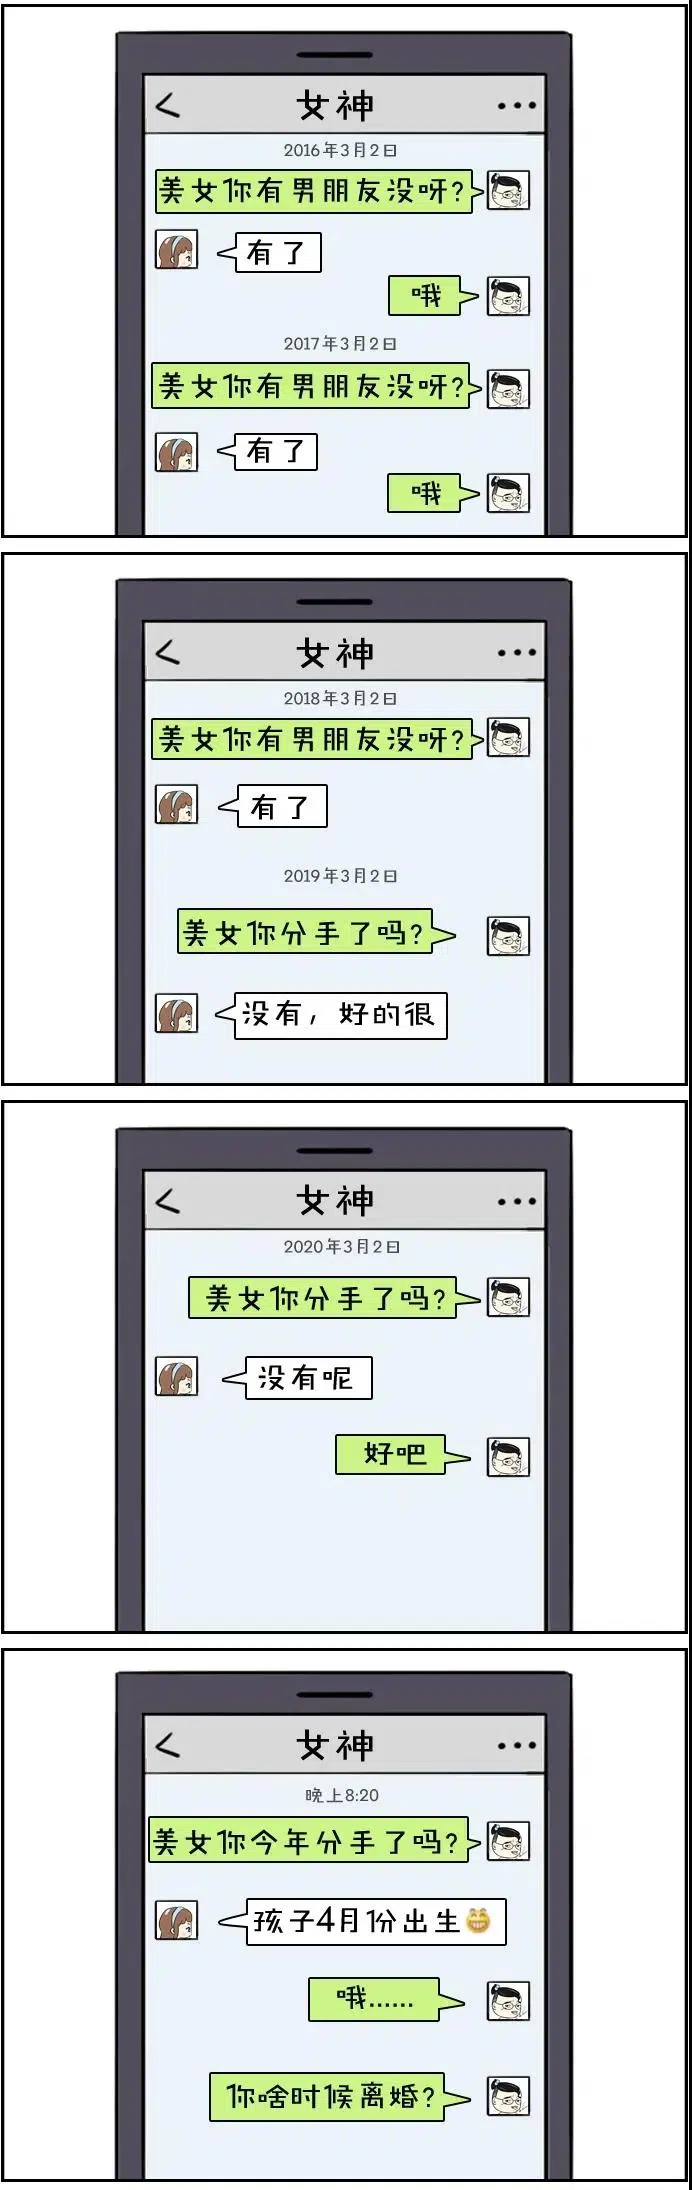 女神
2016年3月2日
美女你有男朋友没呀?
有了
哦
2017年3月2日
美女你有男朋友没呀?
有了
哦
女神
2018年3月2日
美女你有男朋友没呀?
有了
2019年3月2日
美女你分手了吗?
没有，好的很
女神
2020年3月2日
美女你分手了吗?
没有呢
好吧
女神
晚上8:20
美女你今年分手了吗?
孩子4月份出生😁
哦……
你啥时候离婚?